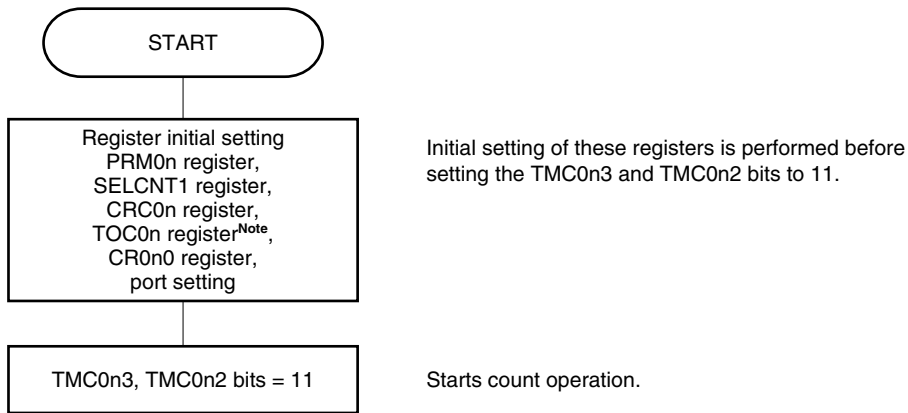 START
Register initial setting
PRM0n register,
SELCNT1 register,
CRC0n register,
TOC0n registerNote,
CR0n0 register,
port setting
Initial setting of these registers is performed before
setting the TMC0n3 and TMC0n2 bits to 11.
TMC0n3, TMC0n2 bits = 11
Starts count operation.